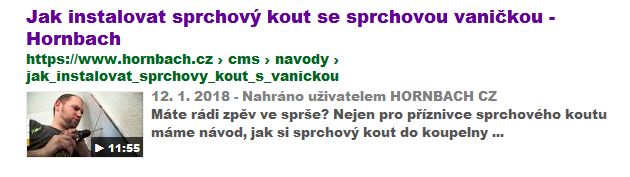 Jak instalovat sprchový kout se sprchovou vaničkou -
Hornbach
https://www.hornbach.cz › cms › navody ›
jak_instalovat_sprchovy_kout_s_vanickou
12. 1. 2018 - Nahráno uživatelem HORNBACH CZ
Máte rádi zpěv ve sprše? Nejen pro příznivce sprchového koutu
máme návod, jak si sprchový kout do koupelny ...
11:55